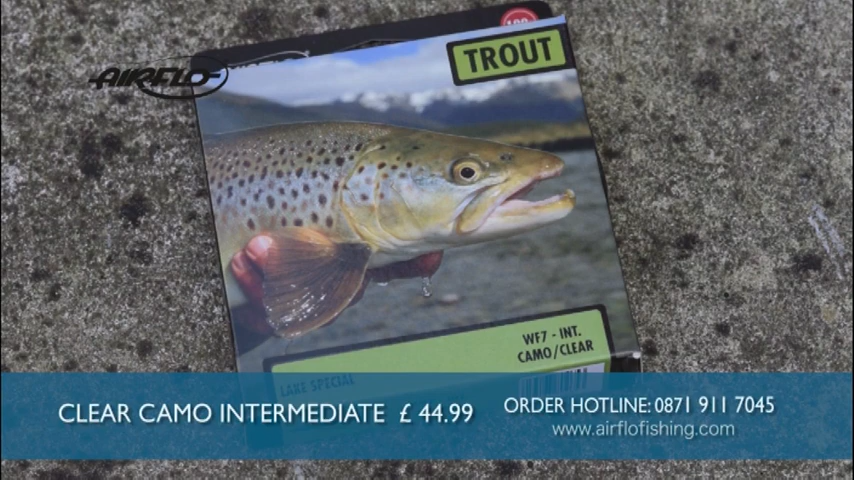 AIRFLO
TROUT
WF7 - INT.
CAMO/CLEAR
LAKE SPECIAL
CLEAR CAMO INTERMEDIATE £ 44.99
ORDER HOTLINE: 0871 911 7045
www.airflofishing.com